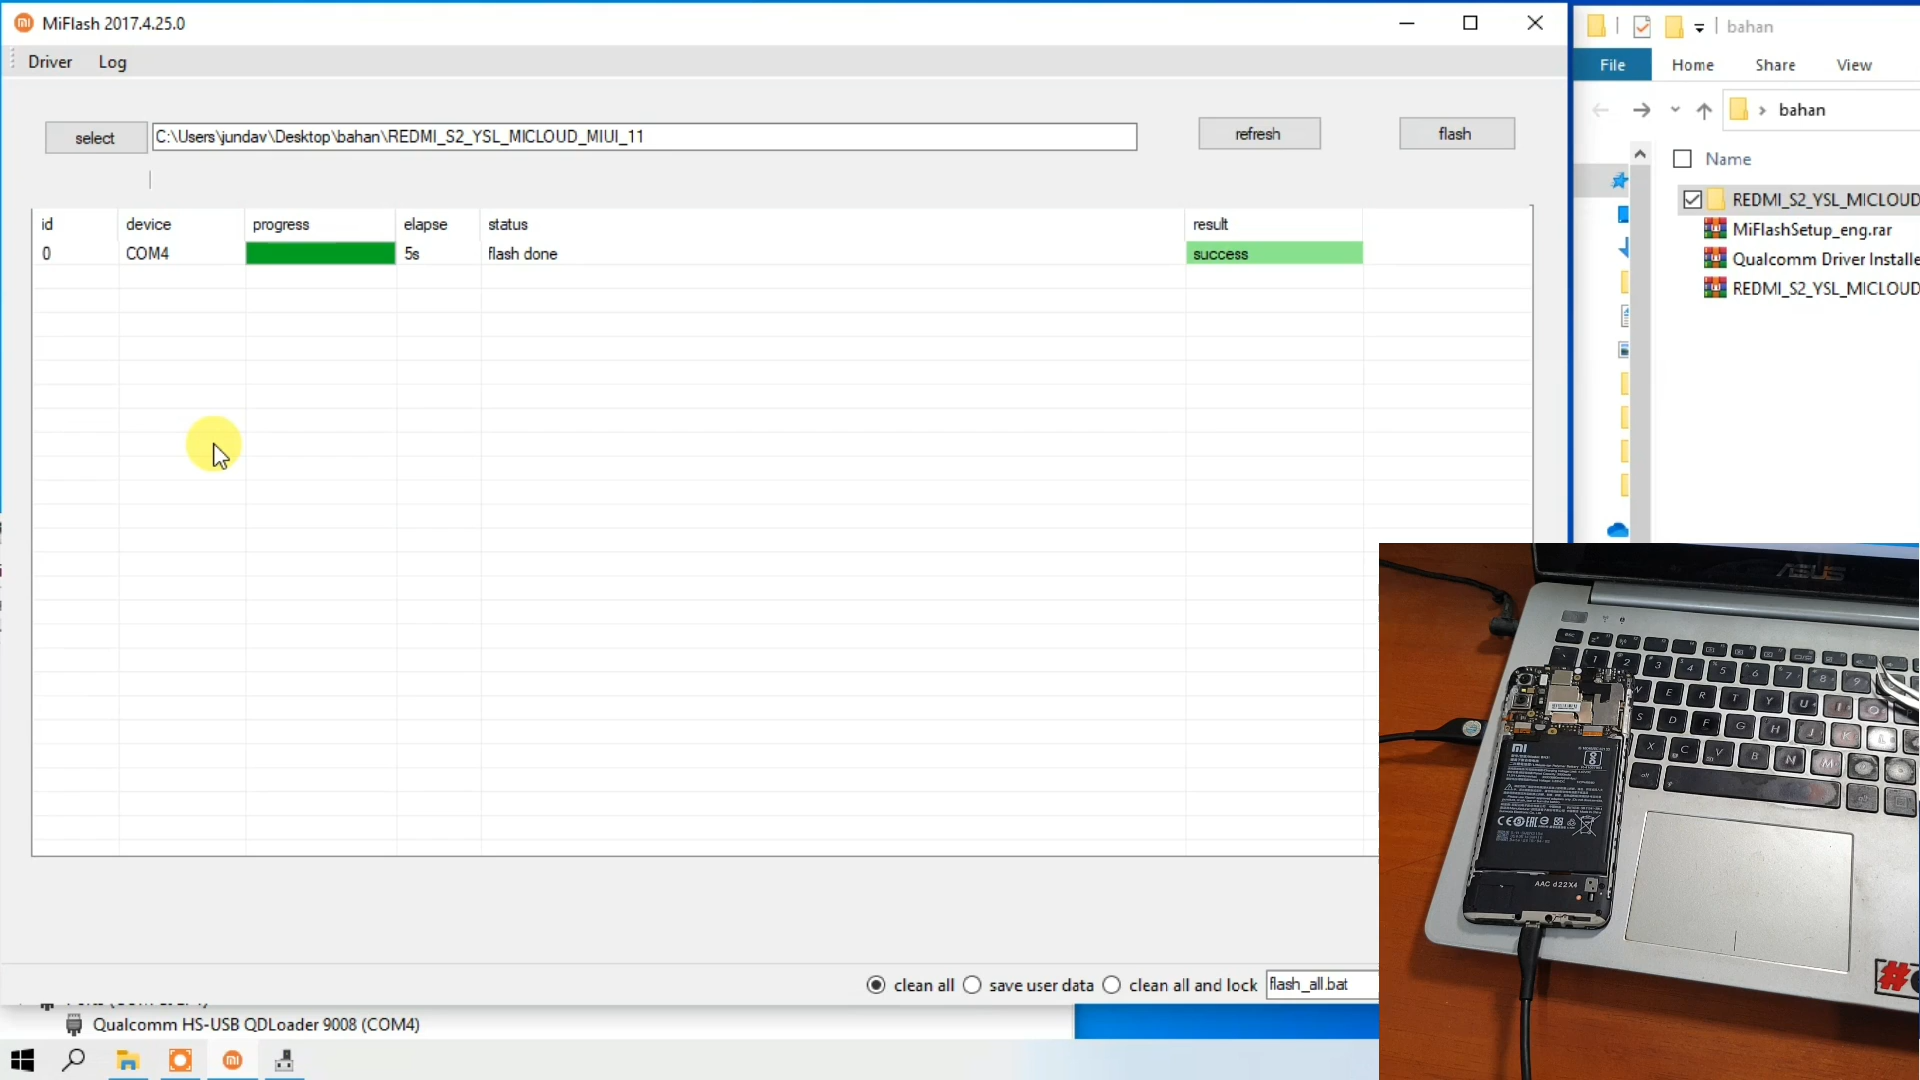 MiFlash 2017.4.25.0
Driver Log
select C:\Users\jundav\Desktop\bahan\REDMI_S2_YSL_MICLOUD_MIUI_11 refresh flash
id device progress elapse status result
0 COM4 5s flash done success
clean all save user data clean all and lock flash_all.bat
Qualcomm HS-USB QDLoader 9008 (COM4)
bahan
File Home Share View
bahan
Name
REDMI_S2_YSL_MICLOUD
MiFlashSetup_eng.rar
Qualcomm Driver Installe
REDMI_S2_YSL_MICLOUD
ASUS
mi
AAC d22X4